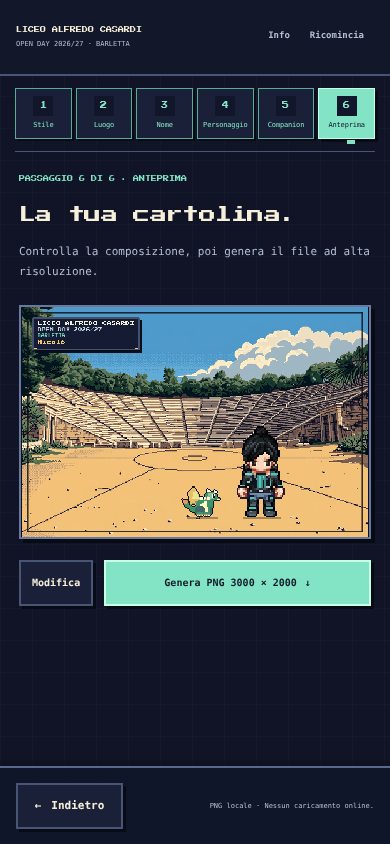 LICEO ALFREDO CASARDI
OPEN DAY 2026/27 · BARLETTA
Info Ricomincia
1 2 3 4 5 6
Stile Luogo Nome Personaggio Companion Anteprima
PASSAGGIO 6 DI 6 · ANTEPRIMA
La tua cartolina.
Controlla la composizione, poi genera il file ad alta
risoluzione.
LICEO ALFREDO CASARDI
OPEN DAY 2026/27
BARLETTA
Modifica Genera PNG 3000 × 2000 ↓
← Indietro PNG locale · Nessun caricamento online.